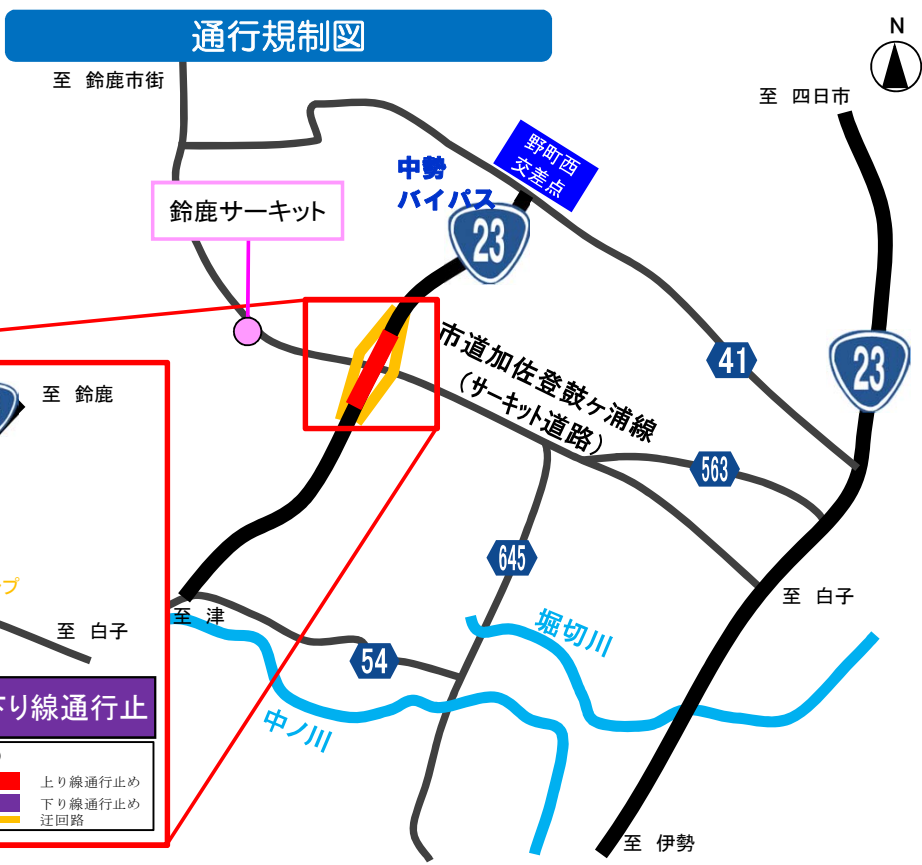 通行規制図
N
至 鈴鹿市街
至 四日市
野町西
交差点
中勢
バイパス
鈴鹿サーキット
23
23
41
市道加佐登鼓ヶ浦線
（サーキット道路）
至 鈴鹿
563
645
至 白子
至 津
堀切川
至 白子
54
中ノ川
下り線通行止
上り線通行止め
下り線通行止め
迂回路
至 伊勢